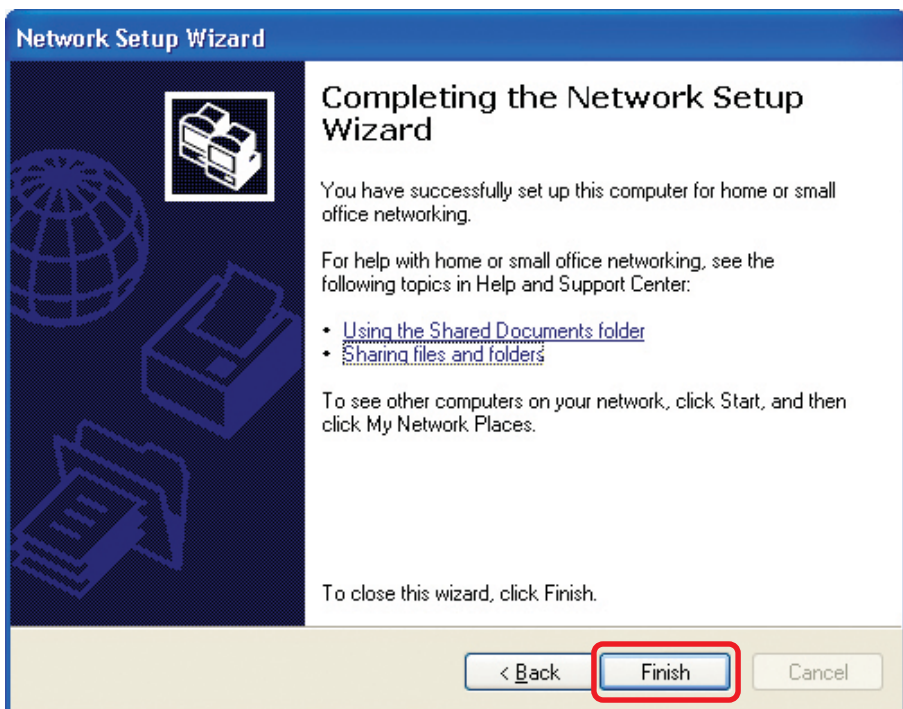 Network Setup Wizard
Completing the Network Setup
Wizard
You have successfully set up this computer for home or small
office networking.
For help with home or small office networking, see the
following topics in Help and Support Center:
• Using the Shared Documents folder
• Sharing files and folders
To see other computers on your network, click Start, and then
click My Network Places.
To close this wizard, click Finish.
< Back Finish Cancel